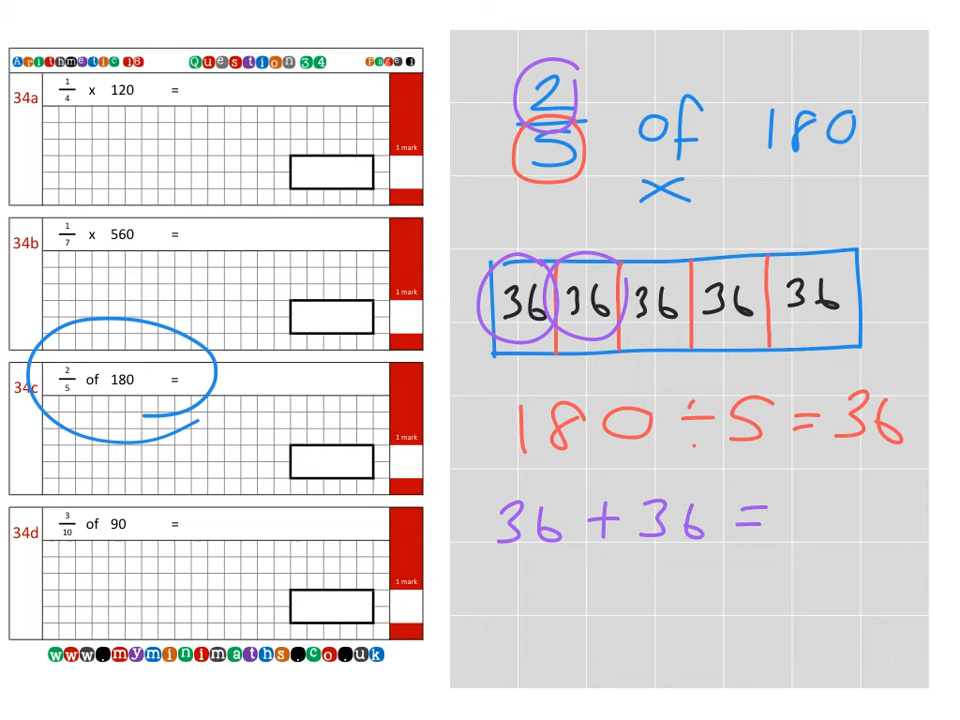 Arithmetic 16 Question 34 Page 1
34a 1/4 x 120 =
1 mark
34b 1/7 x 560 =
1 mark
34c 2/5 of 180 =
1 mark
34d 3/10 of 90 =
1 mark
www.myminimaths.co.uk
2/5 of 180
x
36 36 36 36 36
180 ÷ 5 = 36
36 + 36 =